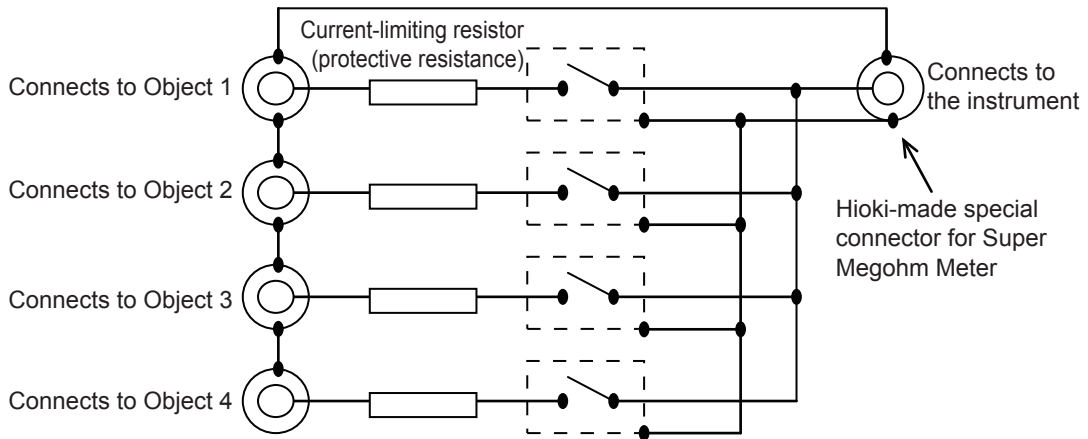 Current-limiting resistor
(protective resistance)
Connects to Object 1
Connects to
the instrument
Connects to Object 2
Hioki-made special
connector for Super
Megohm Meter
Connects to Object 3
Connects to Object 4